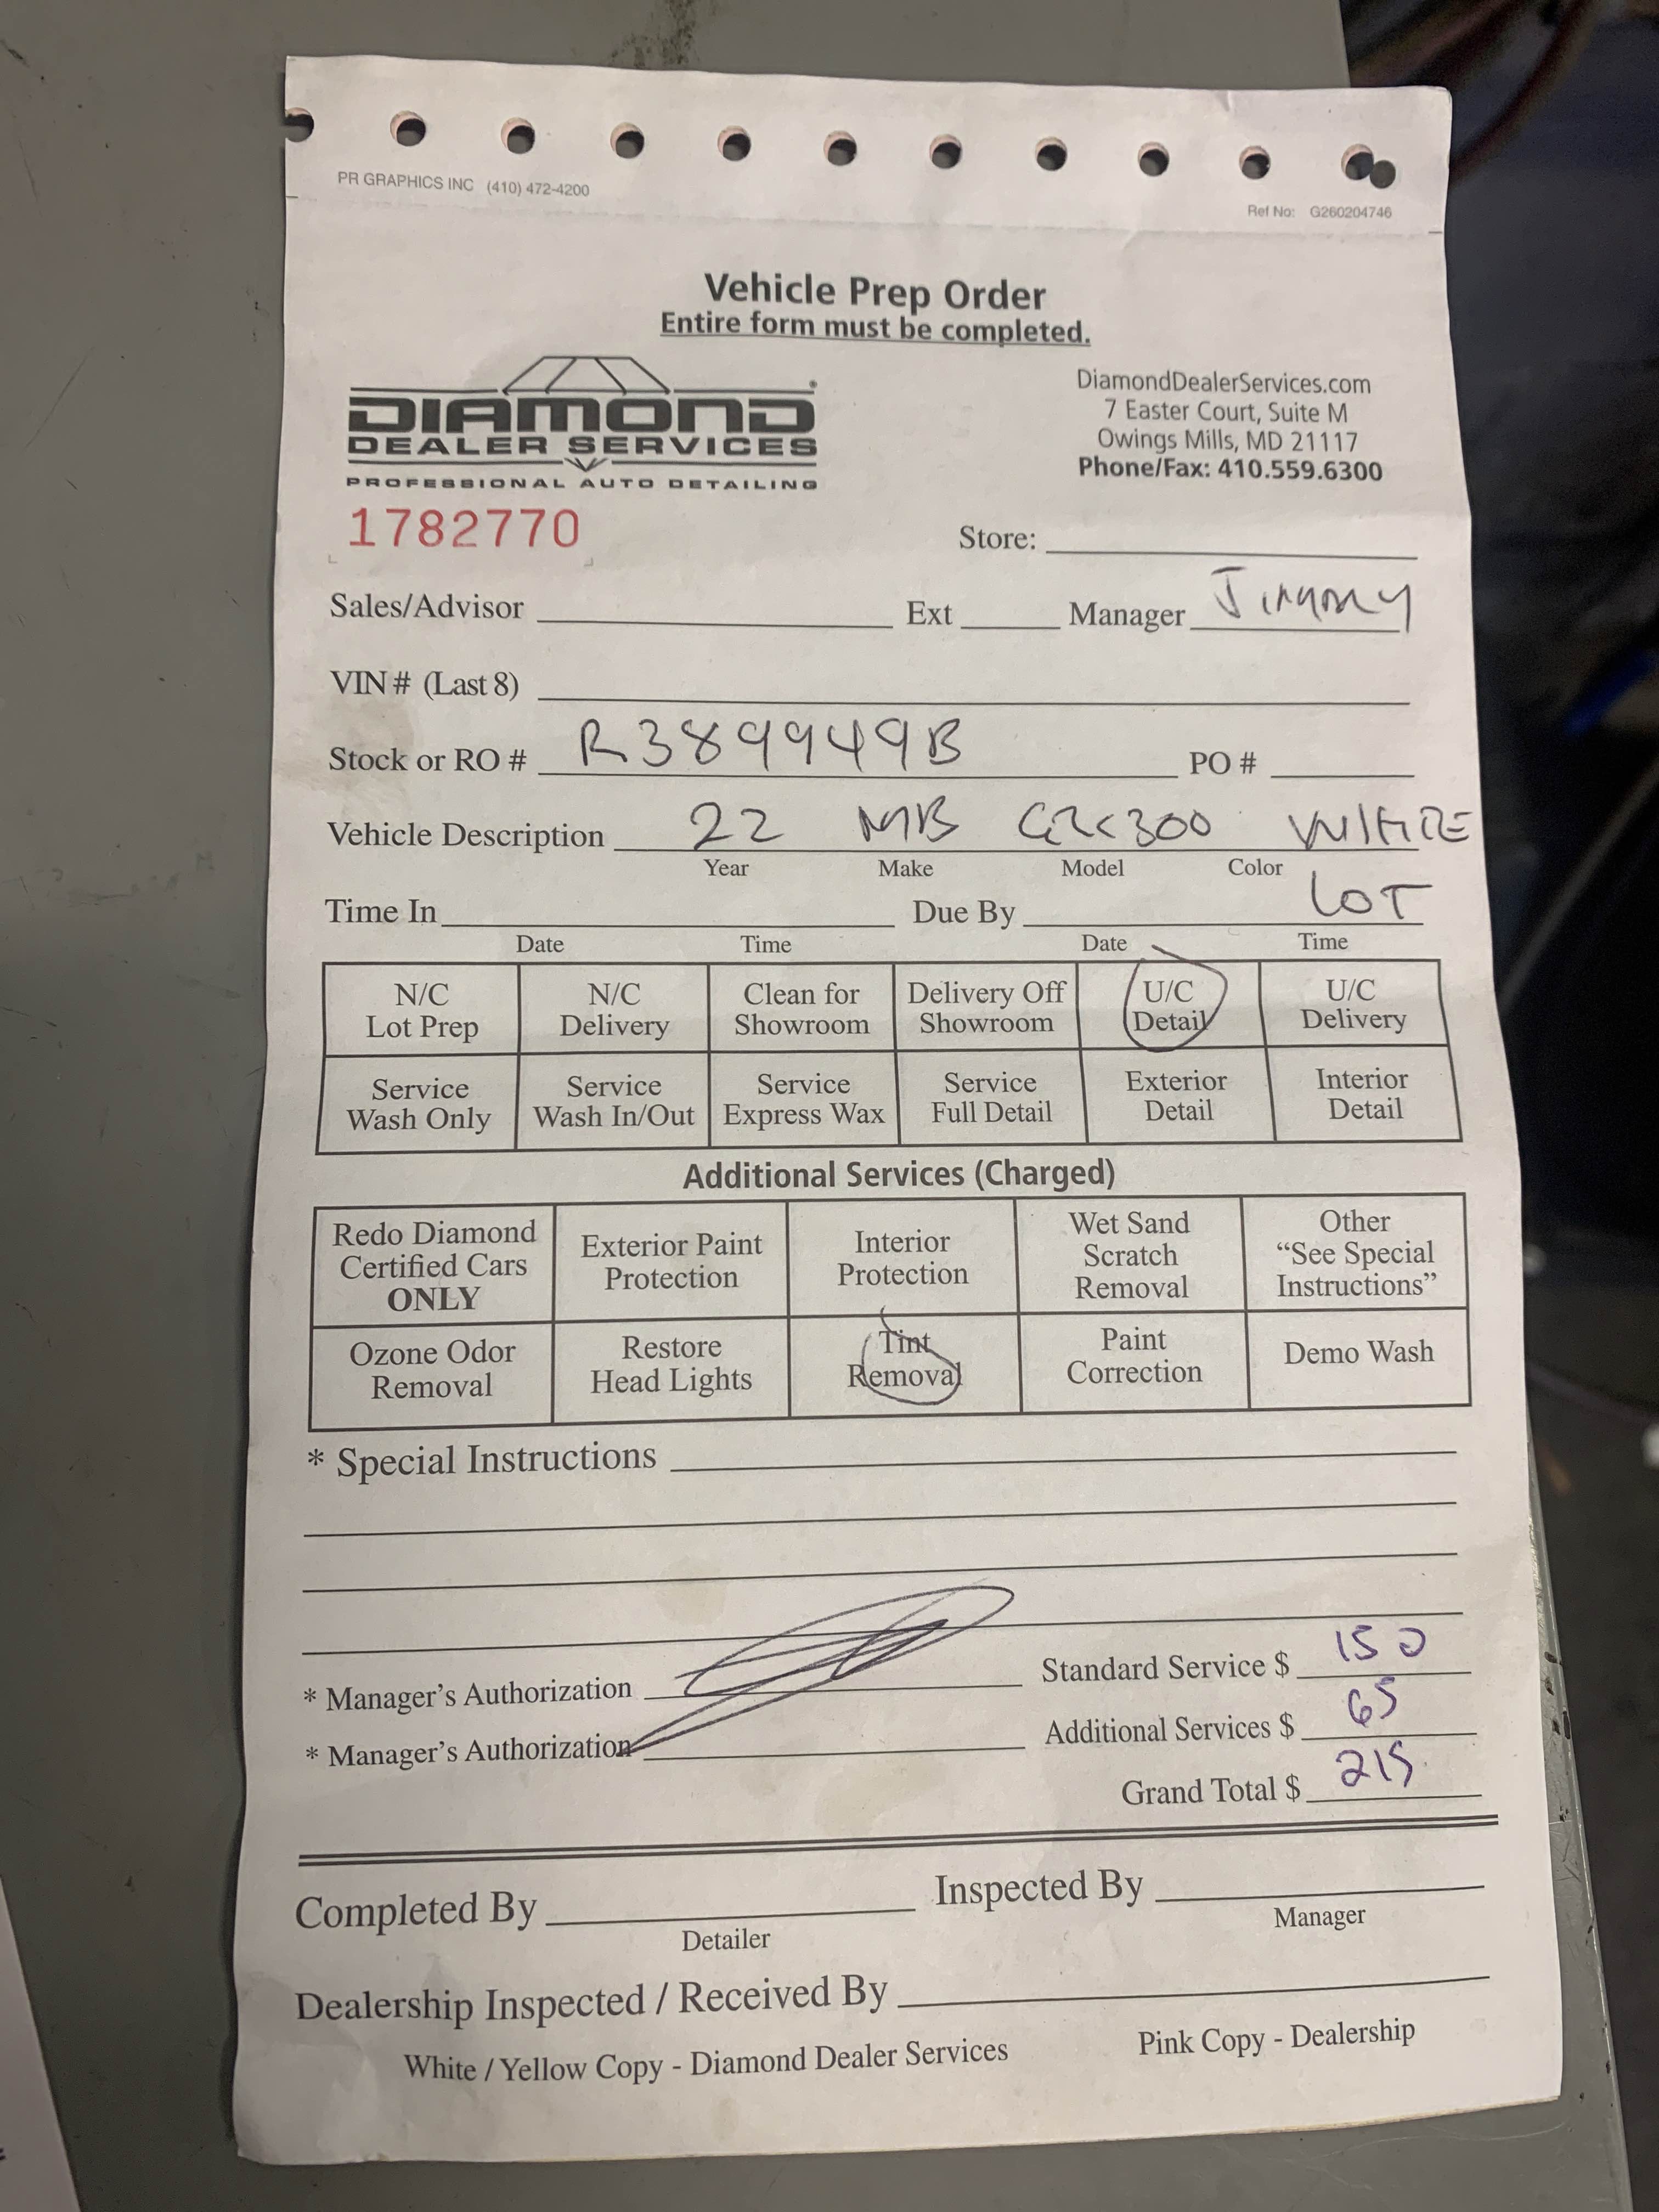 PR GRAPHICS INC (410) 472-4200
Ref No: G260204746
Vehicle Prep Order
Entire form must be completed.
DIAMOND
DEALER SERVICES
PROFESSIONAL AUTO DETAILING
DiamondDealerServices.com
7 Easter Court, Suite M
Owings Mills, MD 21117
Phone/Fax: 410.559.6300
1782770
Store:
Sales/Advisor Ext Manager Jimmy
VIN # (Last 8)
Stock or RO # R389949B PO #
Vehicle Description 22 MB GLC300 WHITE
Year Make Model Color
Time In Due By LOT
Date Time Date Time
N/C Lot Prep
N/C Delivery
Clean for Showroom
Delivery Off Showroom
U/C Detail
U/C Delivery
Service Wash Only
Service Wash In/Out
Service Express Wax
Service Full Detail
Exterior Detail
Interior Detail
Additional Services (Charged)
Redo Diamond Certified Cars ONLY
Exterior Paint Protection
Interior Protection
Wet Sand Scratch Removal
Other "See Special Instructions"
Ozone Odor Removal
Restore Head Lights
Tint Removal
Paint Correction
Demo Wash
* Special Instructions
* Manager's Authorization
Standard Service $ 150
* Manager's Authorization
Additional Services $ 65
Grand Total $ 215
Completed By Inspected By
Detailer Manager
Dealership Inspected / Received By
White / Yellow Copy - Diamond Dealer Services Pink Copy - Dealership